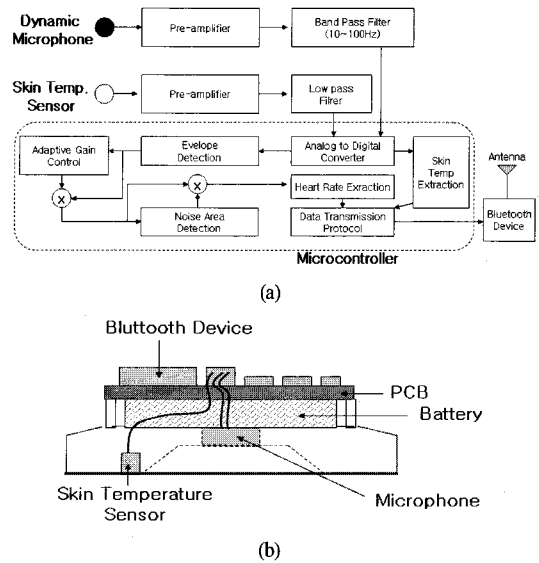 Dynamic
Microphone
Pre-amplifier
Band Pass Filter
(10~100Hz)
Skin Temp.
Sensor
Pre-amplifier
Low pass
Filrer
Adaptive Gain
Control
Evelope
Detection
Analog to Digital
Converter
Skin
Temp
Extraction
Antenna
X
X
Heart Rate Extraction
Noise Area
Detection
Data Transmission
Protocol
Bluetooth
Device
Microcontroller
(a)
Bluttooth Device
PCB
Battery
Skin Temperature
Sensor
Microphone
(b)